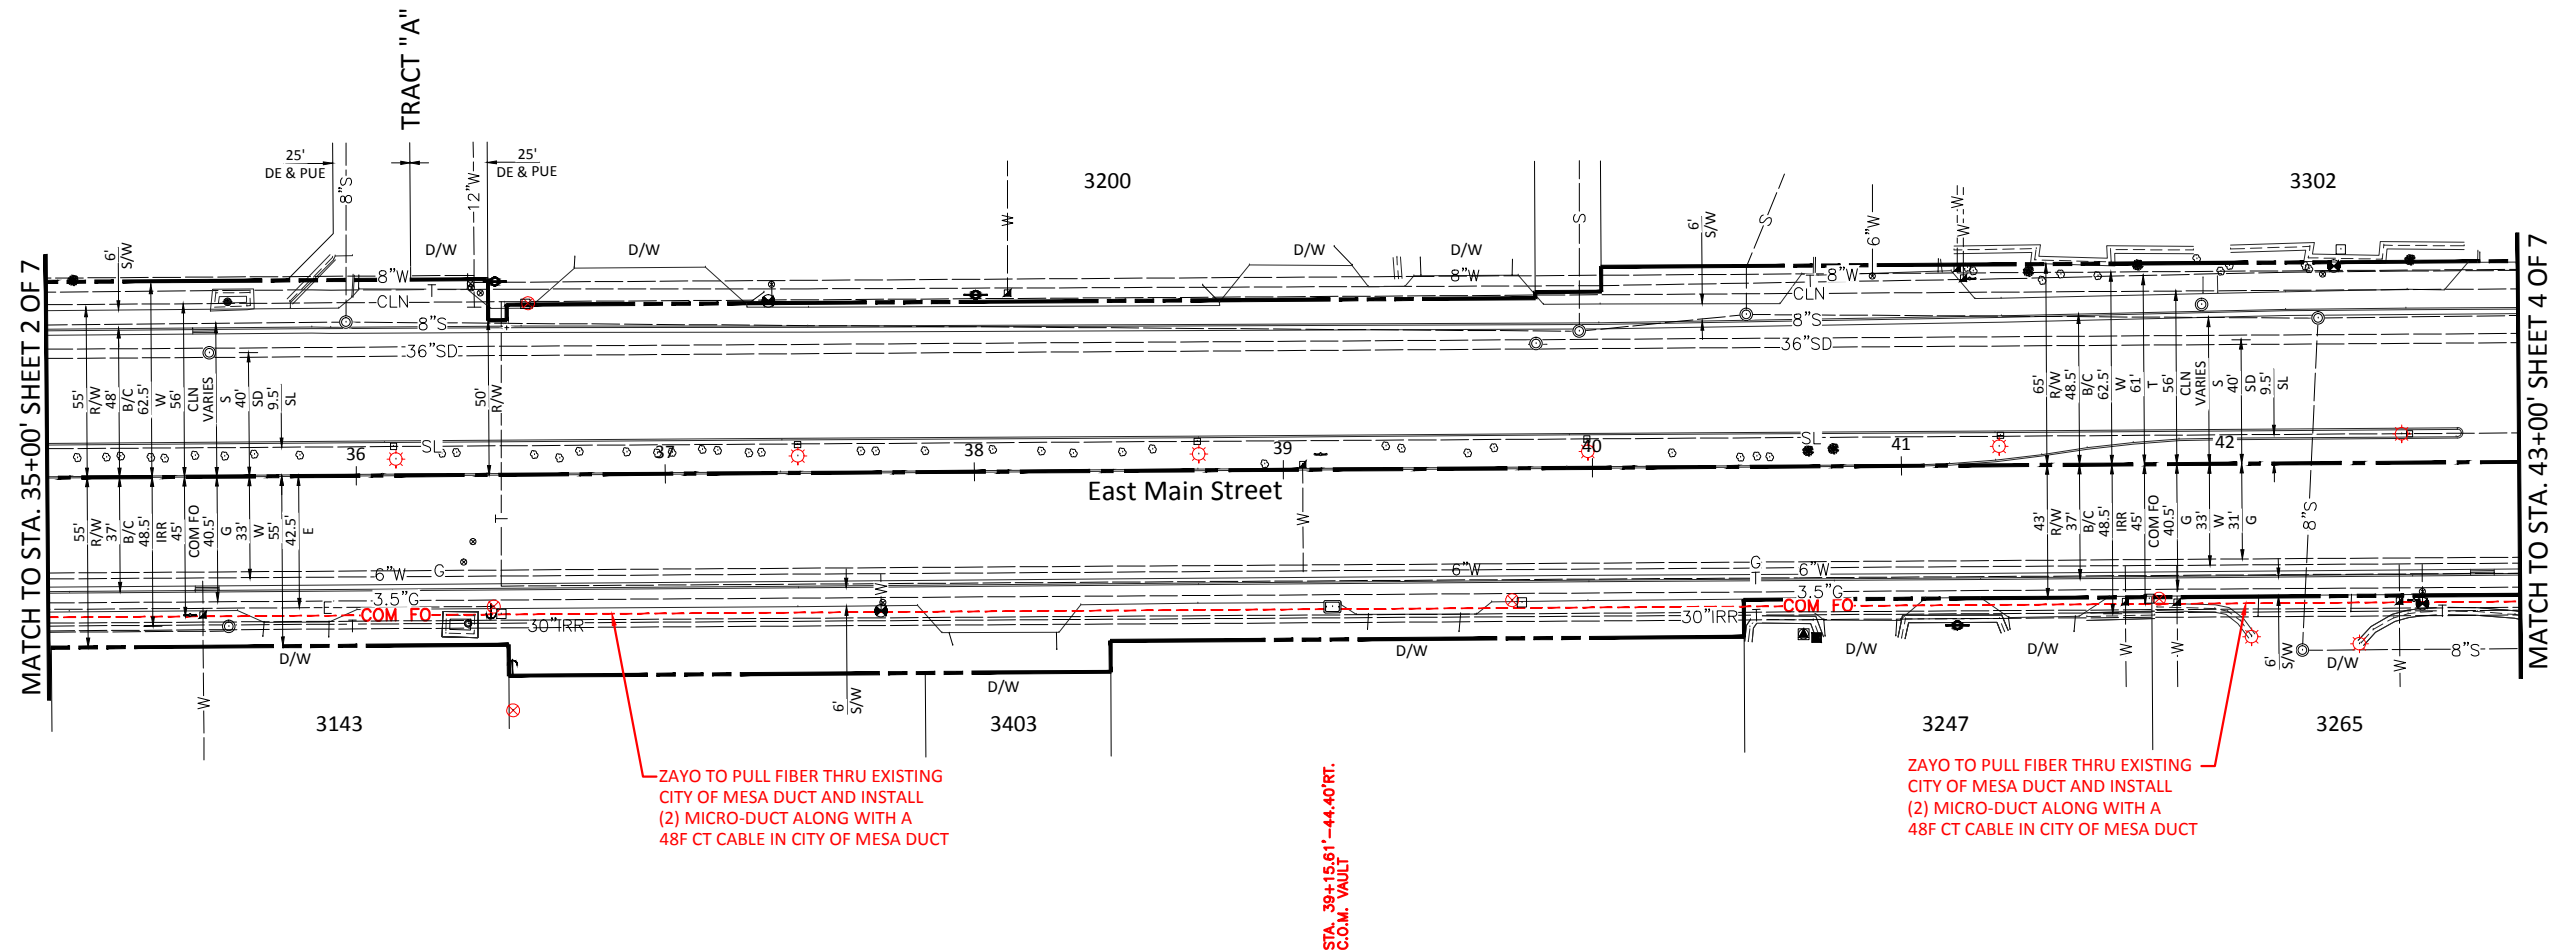 TRACT "A"
25'
DE & PUE
25'
DE & PUE
8"S
12"W
3200
3302
W
S
S
6"W
W
W
6'
S/W
D/W
D/W
D/W
D/W
6'
S/W
8"W
T
CLN
8"S
36"SD
8"W
8"W
T
CLN
8"S
36"SD
MATCH TO STA. 35+00' SHEET 2 OF 7
MATCH TO STA. 43+00' SHEET 4 OF 7
55'
R/W
48'
B/C
62.5'
W
56'
CLN
VARIES
S
40'
SD
9.5'
SL
50'
R/W
65'
R/W
48.5'
B/C
62.5'
W
61'
T
56'
CLN
VARIES
S
40'
SD
9.5'
SL
SL
SL
36
37
38
39
40
41
42
East Main Street
55'
R/W
37'
B/C
48.5'
IRR
45'
COM FO
40.5'
G
33'
W
55'
42.5'
E
T
W
43'
R/W
37'
B/C
48.5'
IRR
45'
COM FO
40.5'
G
33'
W
31'
G
8"S
6"W
G
3.5"G
E
COM FO
T
30"IRR
W
6"W
G
T
6"W
3.5"G
COM FO
30"IRR
T
T
D/W
W
6'
S/W
D/W
D/W
D/W
D/W
W
W
6'
S/W
D/W
W
8"S
3143
3403
3247
3265
ZAYO TO PULL FIBER THRU EXISTING
CITY OF MESA DUCT AND INSTALL
(2) MICRO-DUCT ALONG WITH A
48F CT CABLE IN CITY OF MESA DUCT
ZAYO TO PULL FIBER THRU EXISTING
CITY OF MESA DUCT AND INSTALL
(2) MICRO-DUCT ALONG WITH A
48F CT CABLE IN CITY OF MESA DUCT
STA. 39+15.61'-44.40'RT.
C.O.M. VAULT